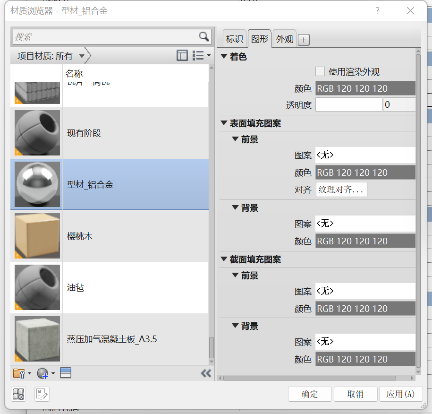 材质浏览器 - 型材_铝合金
?
搜索
项目材质: 所有
名称
现有阶段
型材_铝合金
樱桃木
油毡
蒸压加气混凝土板_A3.5
标识 图形 外观
着色
使用渲染外观
颜色 RGB 120 120 120
透明度 0
表面填充图案
前景
图案 <无>
颜色 RGB 120 120 120
对齐 纹理对齐...
背景
图案 <无>
颜色 RGB 120 120 120
截面填充图案
前景
图案 <无>
颜色 RGB 120 120 120
背景
图案 <无>
颜色 RGB 120 120 120
确定 取消 应用(A)